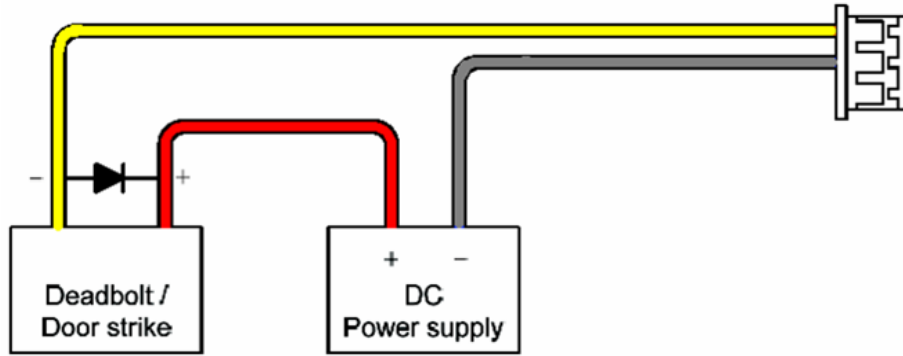 − +
+ −
Deadbolt / DC
Door strike Power supply